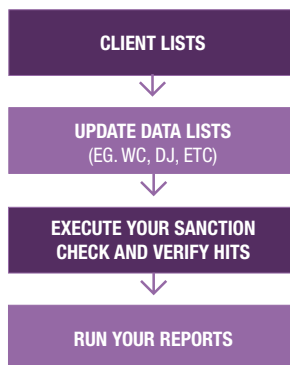 CLIENT LISTS
UPDATE DATA LISTS
(EG. WC, DJ, ETC)
EXECUTE YOUR SANCTION
CHECK AND VERIFY HITS
RUN YOUR REPORTS